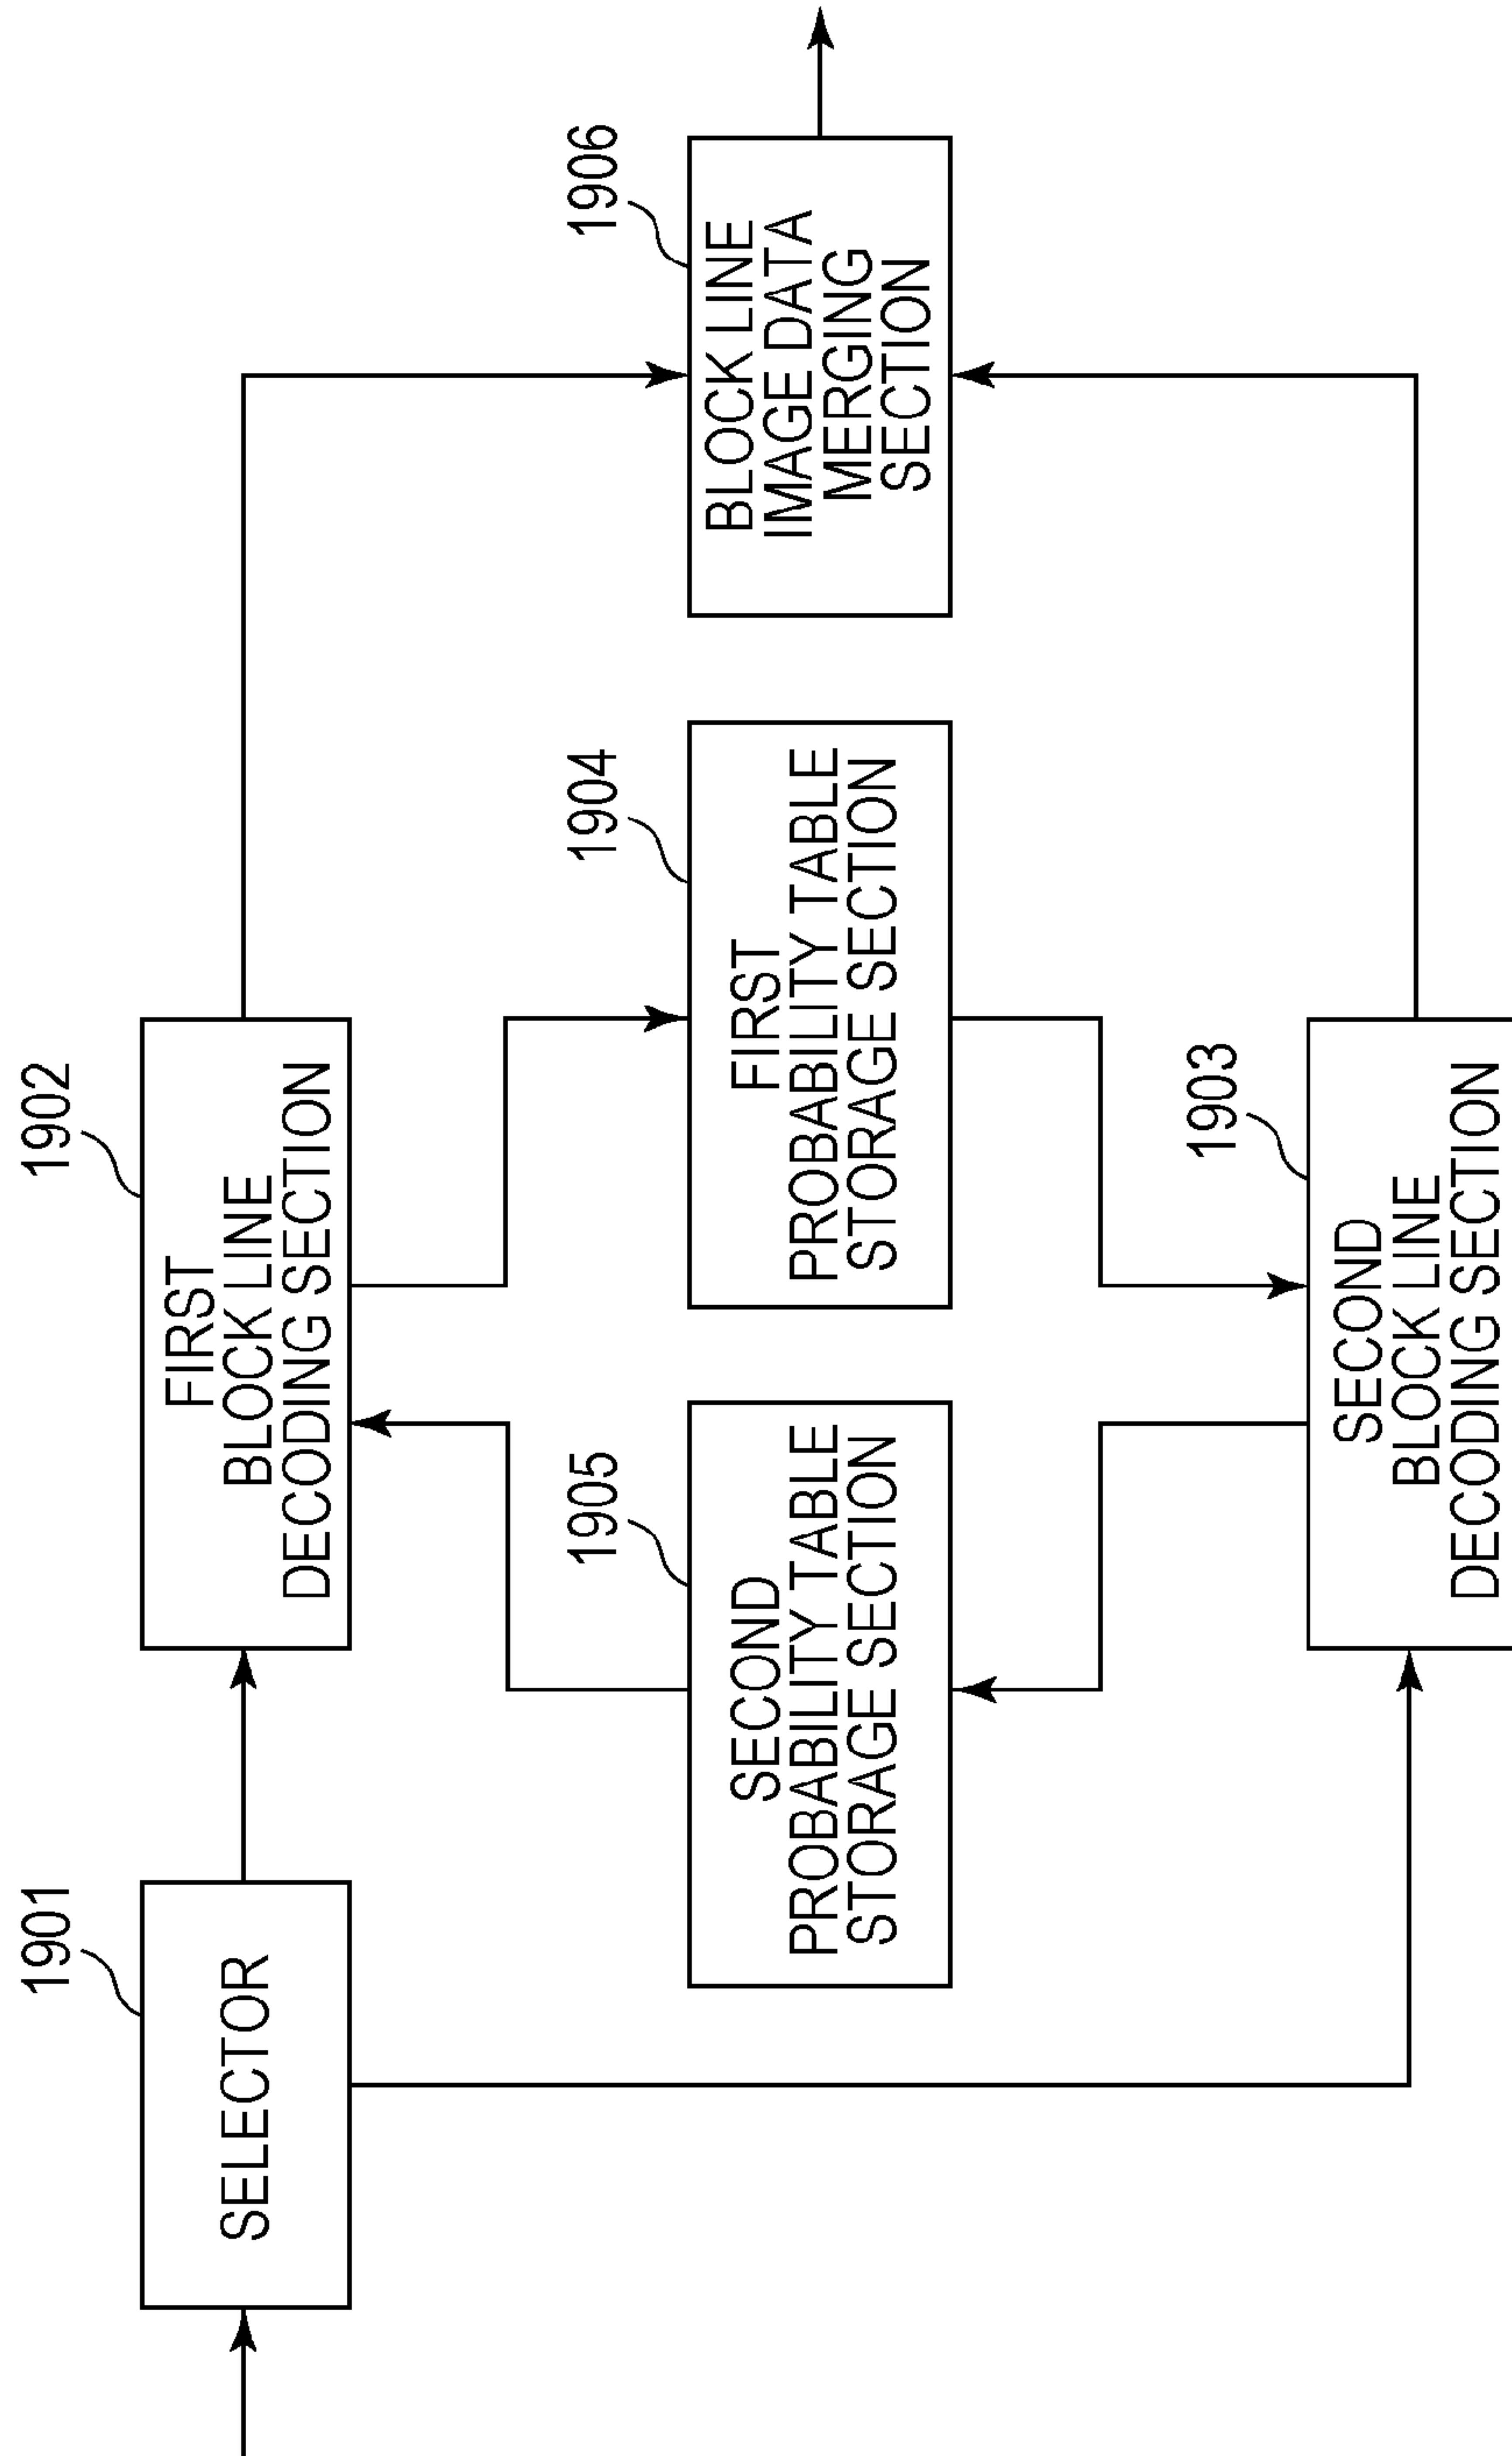 1901
SELECTOR
1902
FIRST
BLOCK LINE
DECODING SECTION
1905
SECOND
PROBABILITY TABLE
STORAGE SECTION
1904
FIRST
PROBABILITY TABLE
STORAGE SECTION
1906
BLOCK LINE
IMAGE DATA
MERGING
SECTION
1903
SECOND
BLOCK LINE
DECODING SECTION